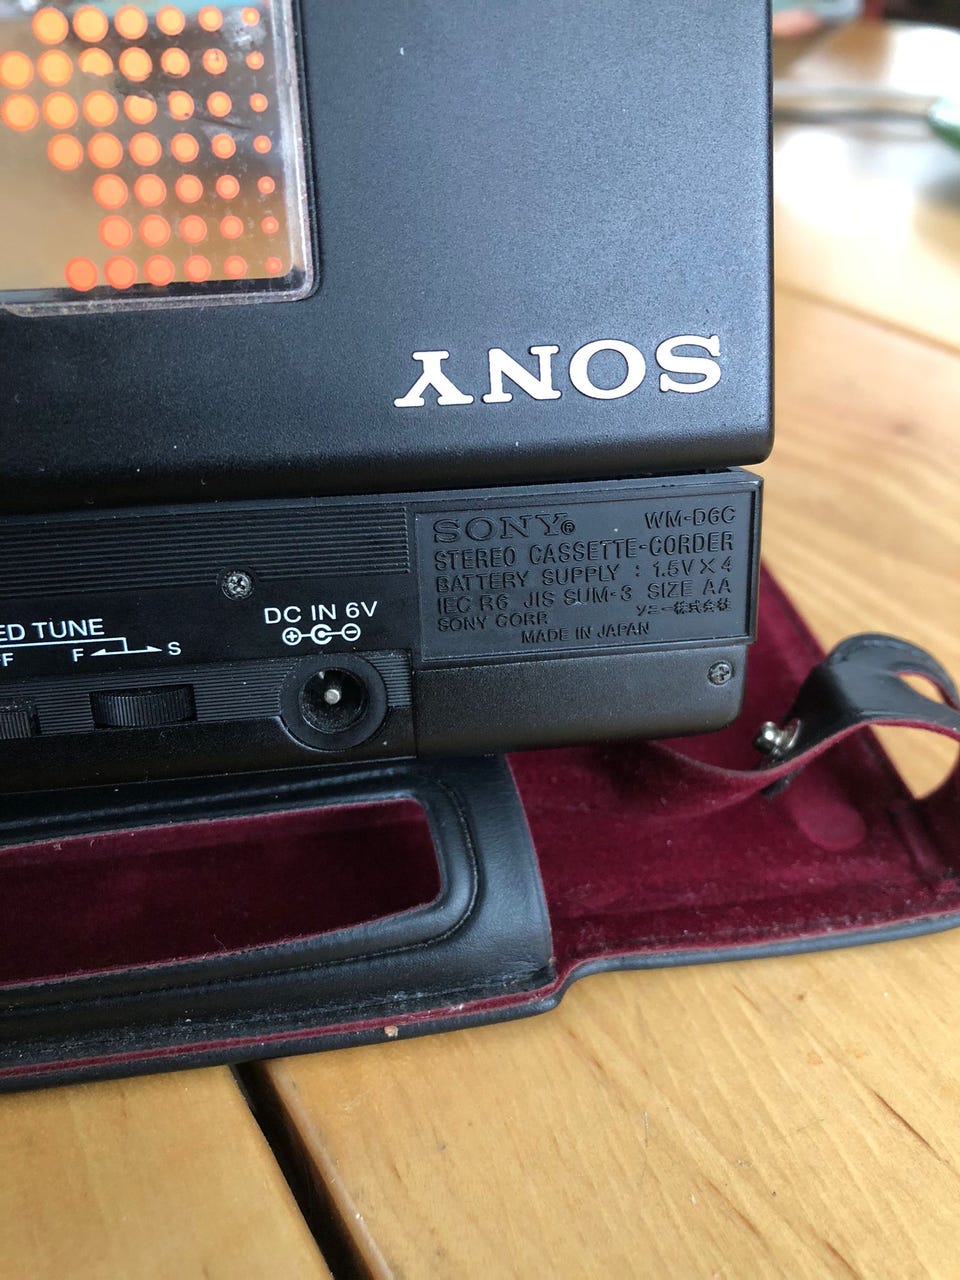 SONY
SONY® WM-D6C
STEREO CASSETTE-CORDER
BATTERY SUPPLY : 1.5V X 4
IEC R6 JIS SUM-3 SIZE AA
SONY CORP ソニー株式会社
MADE IN JAPAN
DC IN 6V
ED TUNE
FF F S